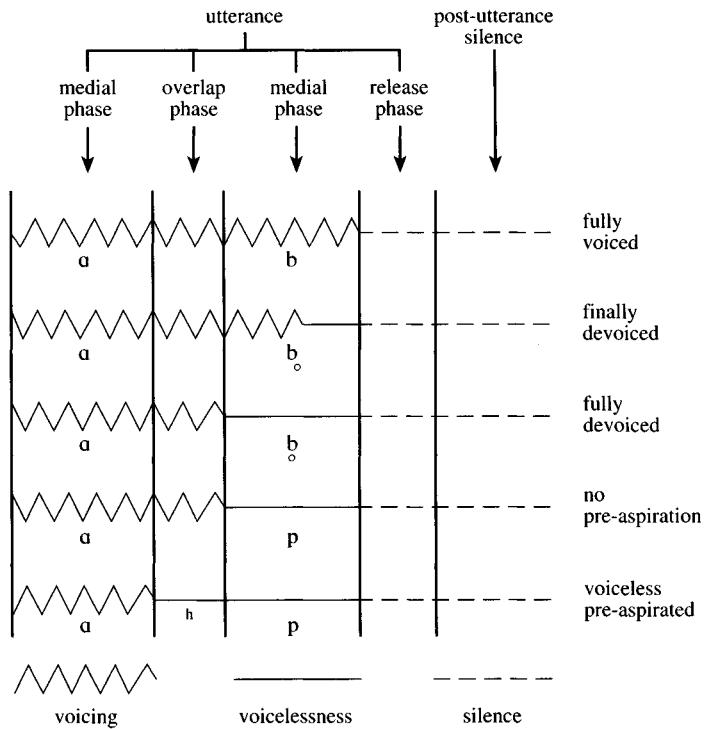 utterance
post-utterance
silence
medial
phase
overlap
phase
medial
phase
release
phase
ɑ b
fully
voiced
ɑ b̥
finally
devoiced
ɑ b̥
fully
devoiced
ɑ p
no
pre-aspiration
ɑ h p
voiceless
pre-aspirated
voicing voicelessness silence